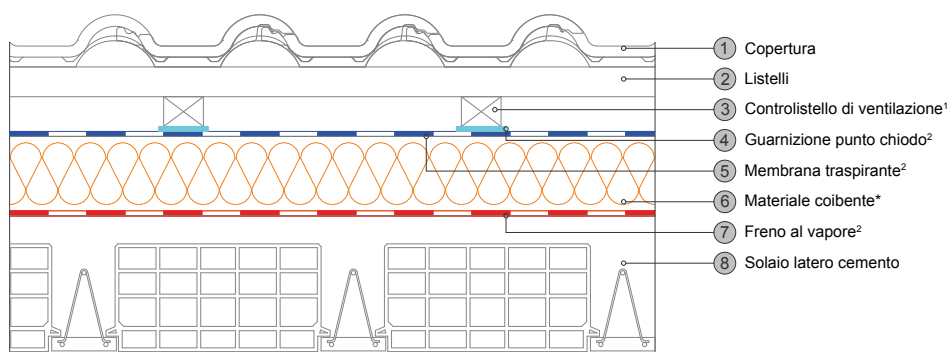 1 Copertura
2 Listelli
3 Controlistello di ventilazione¹
4 Guarnizione punto chiodo²
5 Membrana traspirante²
6 Materiale coibente*
7 Freno al vapore²
8 Solaio latero cemento